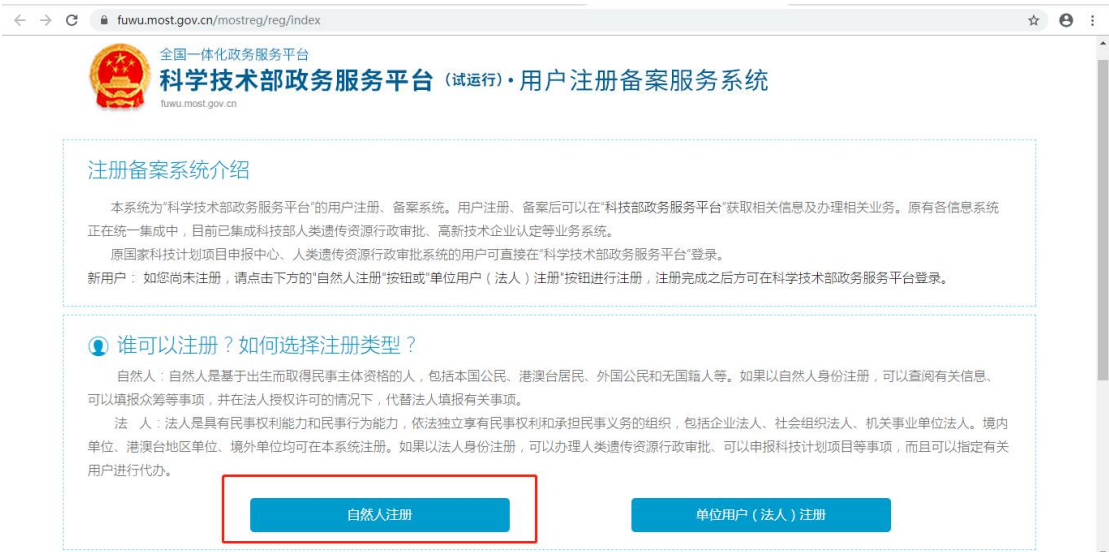 fuwu.most.gov.cn/mostreg/reg/index
全国一体化政务服务平台
科学技术部政务服务平台（试运行）·用户注册备案服务系统
fuwu.most.gov.cn
注册备案系统介绍
本系统为"科学技术部政务服务平台"的用户注册、备案系统。用户注册、备案后可以在"科技部政务服务平台"获取相关信息及办理相关业务。原有各信息系统
正在统一集成中，目前已集成科技部人类遗传资源行政审批、高新技术企业认定等业务系统。
原国家科技计划项目申报中心、人类遗传资源行政审批系统的用户可直接在"科学技术部政务服务平台"登录。
新用户： 如您尚未注册，请点击下方的"自然人注册"按钮或"单位用户（法人）注册"按钮进行注册，注册完成之后方可在科学技术部政务服务平台登录。
谁可以注册？如何选择注册类型？
自然人：自然人是基于出生而取得民事主体资格的人，包括本国公民、港澳台居民、外国公民和无国籍人等。如果以自然人身份注册，可以查阅有关信息、
可以填报众筹等事项，并在法人授权许可的情况下，代替法人填报有关事项。
法 人：法人是具有民事权利能力和民事行为能力，依法独立享有民事权利和承担民事义务的组织，包括企业法人、社会组织法人、机关事业单位法人。境内
单位、港澳台地区单位、境外单位均可在本系统注册。如果以法人身份注册，可以办理人类遗传资源行政审批、可以申报科技计划项目等事项，而且可以指定有关
用户进行代办。
自然人注册
单位用户（法人）注册